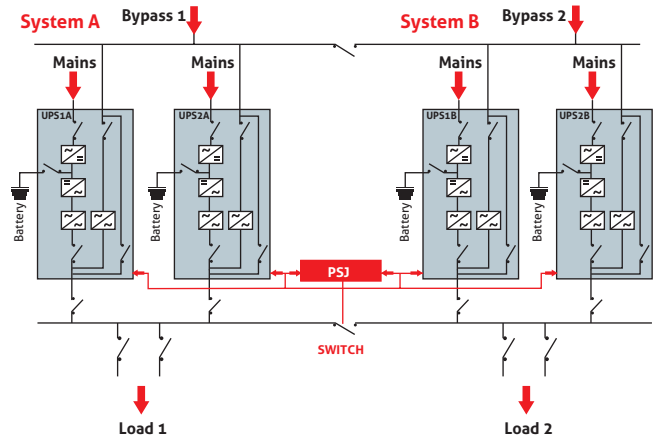 Bypass 1
Bypass 2
System A
System B
Mains
Mains
Mains
Mains
UPS1A
UPS2A
UPS1B
UPS2B
Battery
Battery
Battery
Battery
PSJ
SWITCH
Load 1
Load 2